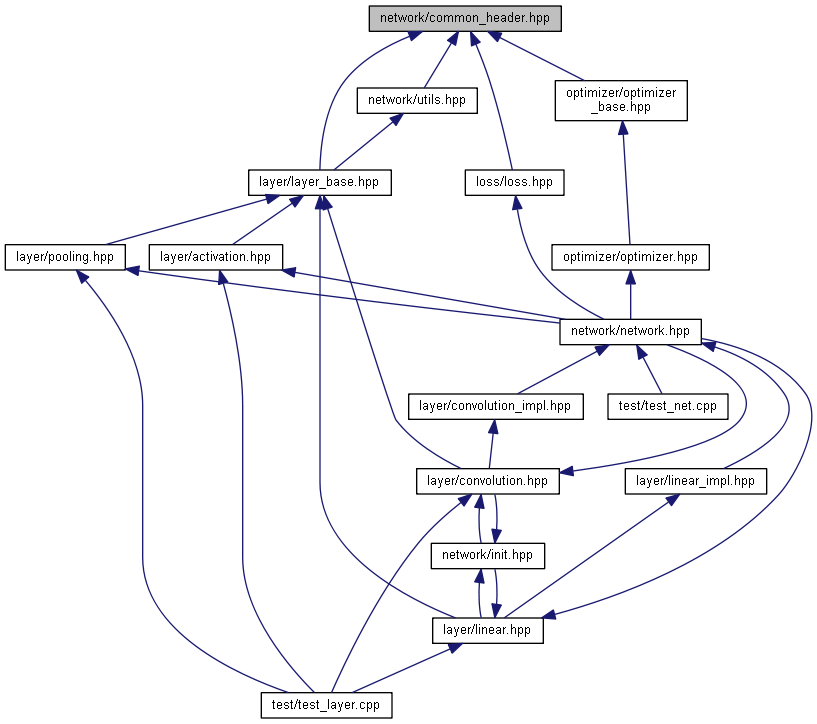 network/common_header.hpp
optimizer/optimizer
_base.hpp
network/utils.hpp
layer/layer_base.hpp
loss/loss.hpp
layer/pooling.hpp
layer/activation.hpp
optimizer/optimizer.hpp
network/network.hpp
layer/convolution_impl.hpp
test/test_net.cpp
layer/convolution.hpp
layer/linear_impl.hpp
network/init.hpp
layer/linear.hpp
test/test_layer.cpp